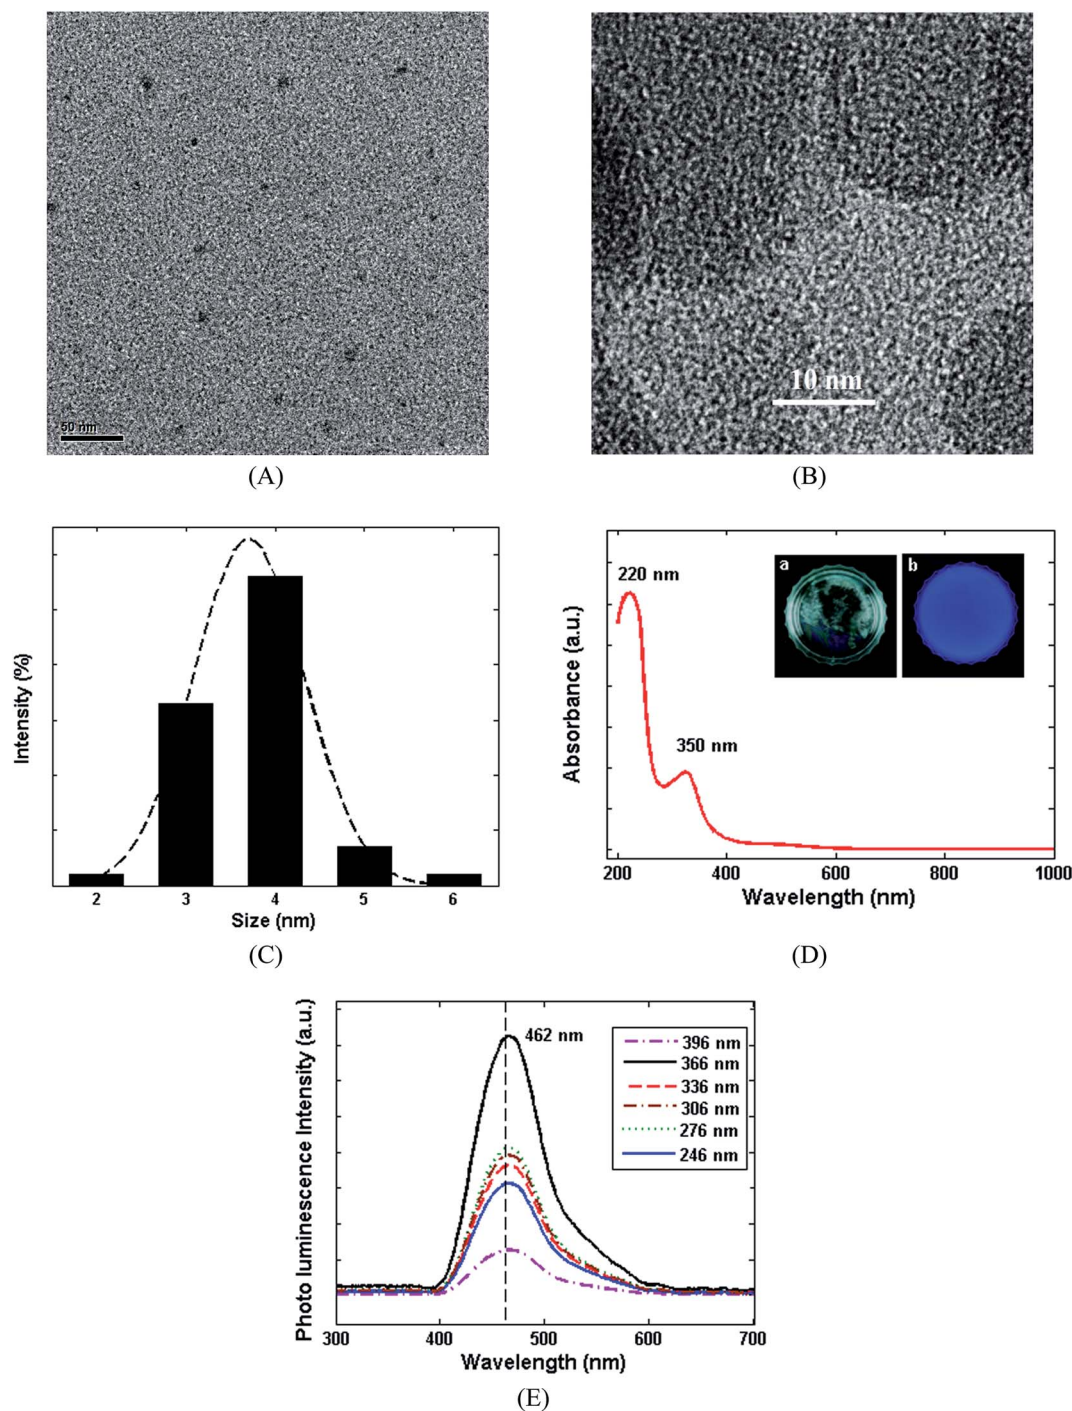 50 nm
10 nm
(A)
(B)
Intensity (%)
2 3 4 5 6
Size (nm)
(C)
Absorbance (a.u.)
220 nm
350 nm
a
b
200 400 600 800 1000
Wavelength (nm)
(D)
Photo luminescence Intensity (a.u.)
462 nm
396 nm
366 nm
336 nm
306 nm
276 nm
246 nm
300 400 500 600 700
Wavelength (nm)
(E)